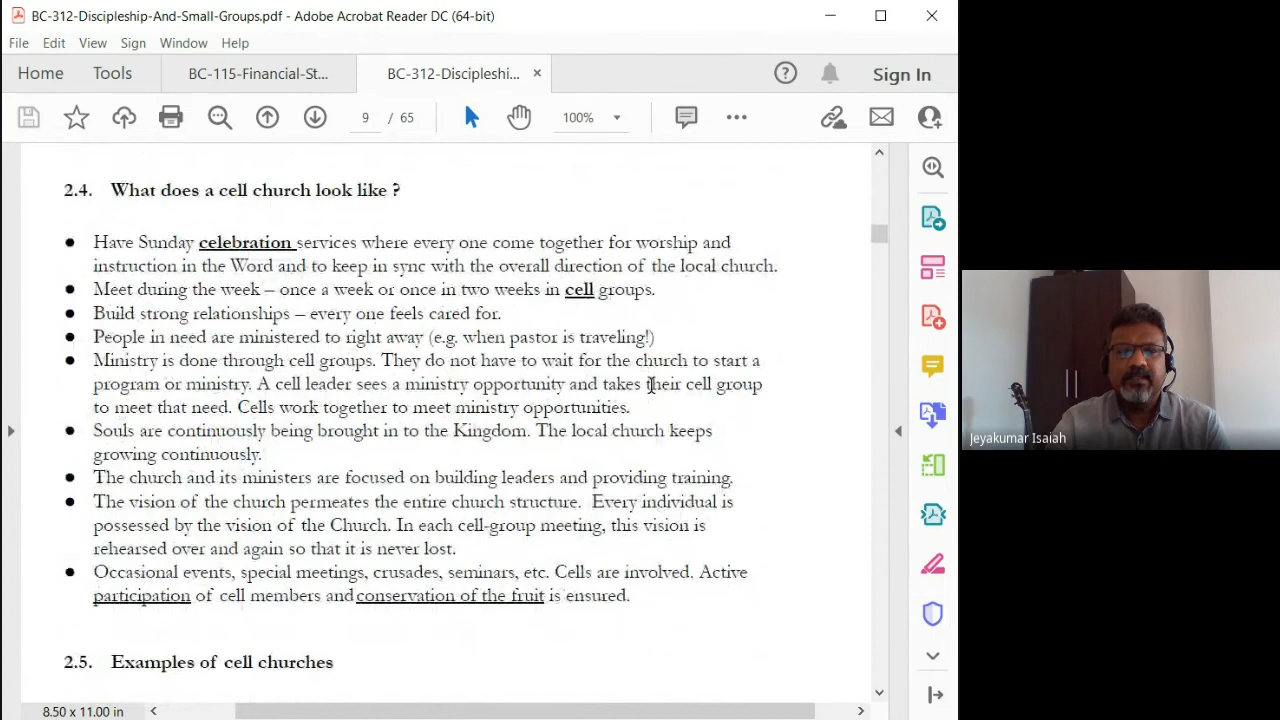 BC-312-Discipleship-And-Small-Groups.pdf - Adobe Acrobat Reader DC (64-bit)
File Edit View Sign Window Help
Home Tools BC-115-Financial-St... BC-312-Discipleshi... Sign In
9 / 65 100%
2.4. What does a cell church look like ?
● Have Sunday celebration services where every one come together for worship and
instruction in the Word and to keep in sync with the overall direction of the local church.
● Meet during the week – once a week or once in two weeks in cell groups.
● Build strong relationships – every one feels cared for.
● People in need are ministered to right away (e.g. when pastor is traveling!)
● Ministry is done through cell groups. They do not have to wait for the church to start a
program or ministry. A cell leader sees a ministry opportunity and takes their cell group
to meet that need. Cells work together to meet ministry opportunities.
● Souls are continuously being brought in to the Kingdom. The local church keeps
growing continuously.
● The church and its ministers are focused on building leaders and providing training.
● The vision of the church permeates the entire church structure. Every individual is
possessed by the vision of the Church. In each cell-group meeting, this vision is
rehearsed over and again so that it is never lost.
● Occasional events, special meetings, crusades, seminars, etc. Cells are involved. Active
participation of cell members and conservation of the fruit is ensured.
2.5. Examples of cell churches
8.50 x 11.00 in
Jeyakumar Isaiah